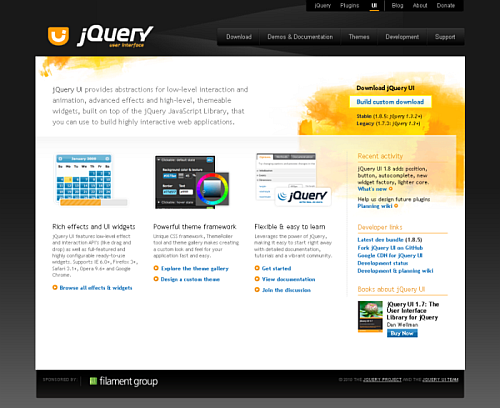 jQuery Plugins UI Blog About Donate
jQuery
user interface
Download Demos & Documentation Themes Development Support
jQuery UI provides abstractions for low-level interaction and
animation, advanced effects and high-level, themeable
widgets, built on top of the jQuery JavaScript Library, that
you can use to build highly interactive web applications.
Download jQuery UI
Build custom download
Stable (1.8.5: jQuery 1.3.2+)
Legacy (1.7.3: jQuery 1.3+)
jQuery
Rich effects and UI widgets
jQuery UI features low-level effect
and interaction APIs (like drag and
drop) as well as full-featured and
highly configurable ready-to-use
widgets. Supports IE 6.0+, Firefox 3+,
Safari 3.1+, Opera 9.6+ and Google
Chrome.
Browse all effects & widgets
Powerful theme framework
Unique CSS framework, ThemeRoller
tool and theme gallery makes creating
a custom look and feel for your
application fast and easy.
Explore the theme gallery
Design a custom theme
Flexible & easy to learn
Leverages the power of jQuery,
making it easy to start right away
with detailed documentation,
tutorials and a vibrant community.
Get started
View documentation
Join the discussion
Recent activity
jQuery UI 1.8 adds position,
button, autocomplete, new
widget factory, lighter core.
What's new
Help us design future plugins
Planning wiki
Developer links
Latest dev bundle (1.8.5)
Fork jQuery UI on GitHub
Google CDN for jQuery UI
Development status
Development & planning wiki
Books about jQuery UI
jQuery UI 1.7: The
User Interface
Library for jQuery
Dan Wellman
Buy Now
SPONSORED BY filament group
© 2010 THE JQUERY PROJECT AND THE JQUERY UI TEAM